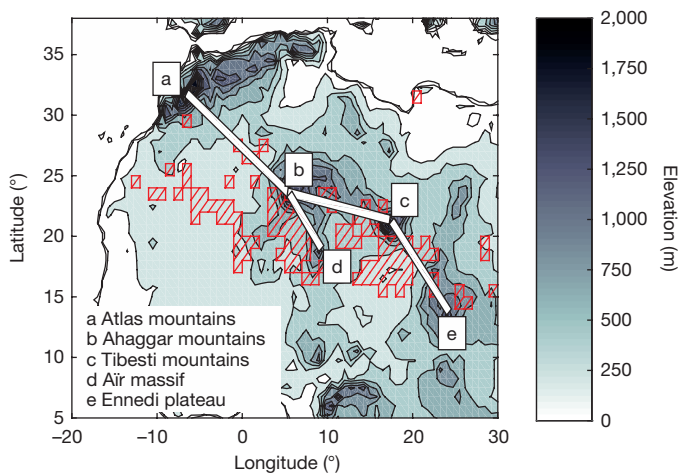 2,000
1,750
1,500
1,250
1,000
750
500
250
0
Elevation (m)
35
30
25
20
15
10
5
Latitude (°)
a
b
c
d
e
a Atlas mountains
b Ahaggar mountains
c Tibesti mountains
d Aïr massif
e Ennedi plateau
–20
–10
0
10
20
30
Longitude (°)